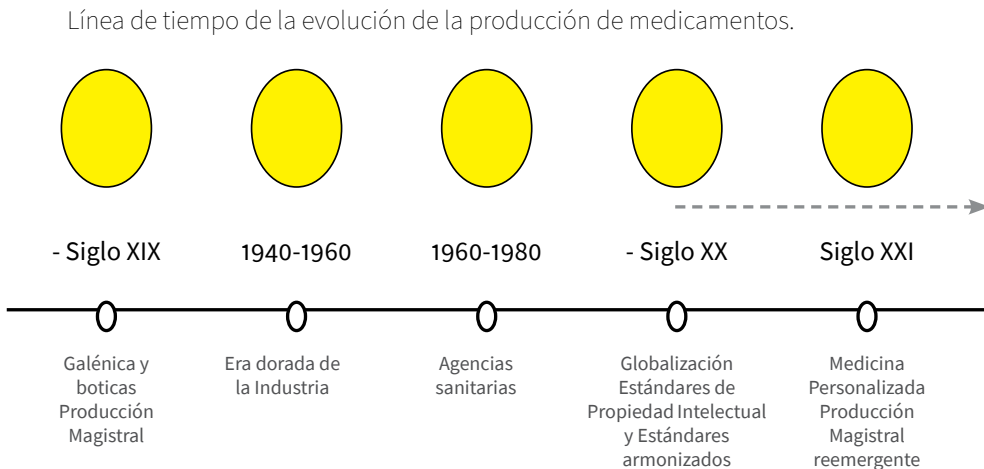 Línea de tiempo de la evolución de la producción de medicamentos.
- Siglo XIX
1940-1960
1960-1980
- Siglo XX
Siglo XXI
Galénica y
boticas
Producción
Magistral
Era dorada de
la Industria
Agencias
sanitarias
Globalización
Estándares de
Propiedad Intelectual
y Estándares
armonizados
Medicina
Personalizada
Producción
Magistral
reemergente